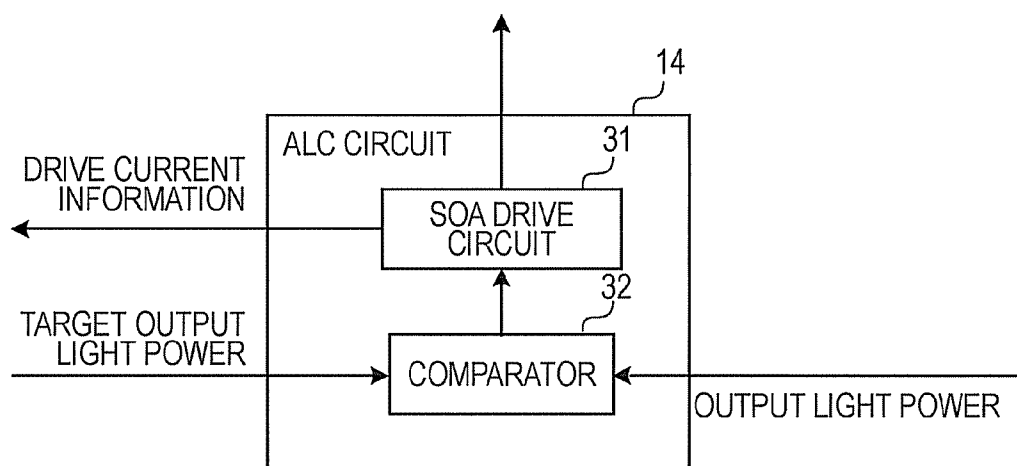 14
ALC CIRCUIT
31
DRIVE CURRENT
INFORMATION
SOA DRIVE
CIRCUIT
32
TARGET OUTPUT
LIGHT POWER
COMPARATOR
OUTPUT LIGHT POWER